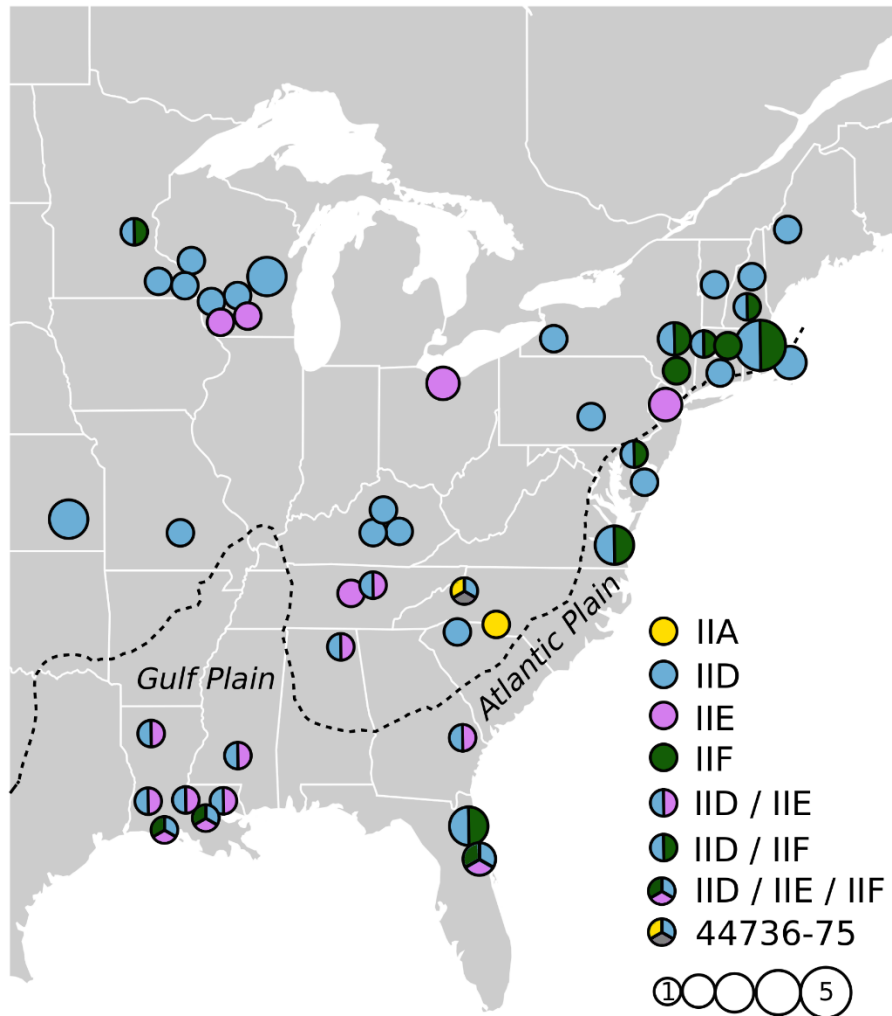 Gulf Plain
Atlantic Plain
IIA
IID
IIE
IIF
IID / IIE
IID / IIF
IID / IIE / IIF
44736-75
1 5